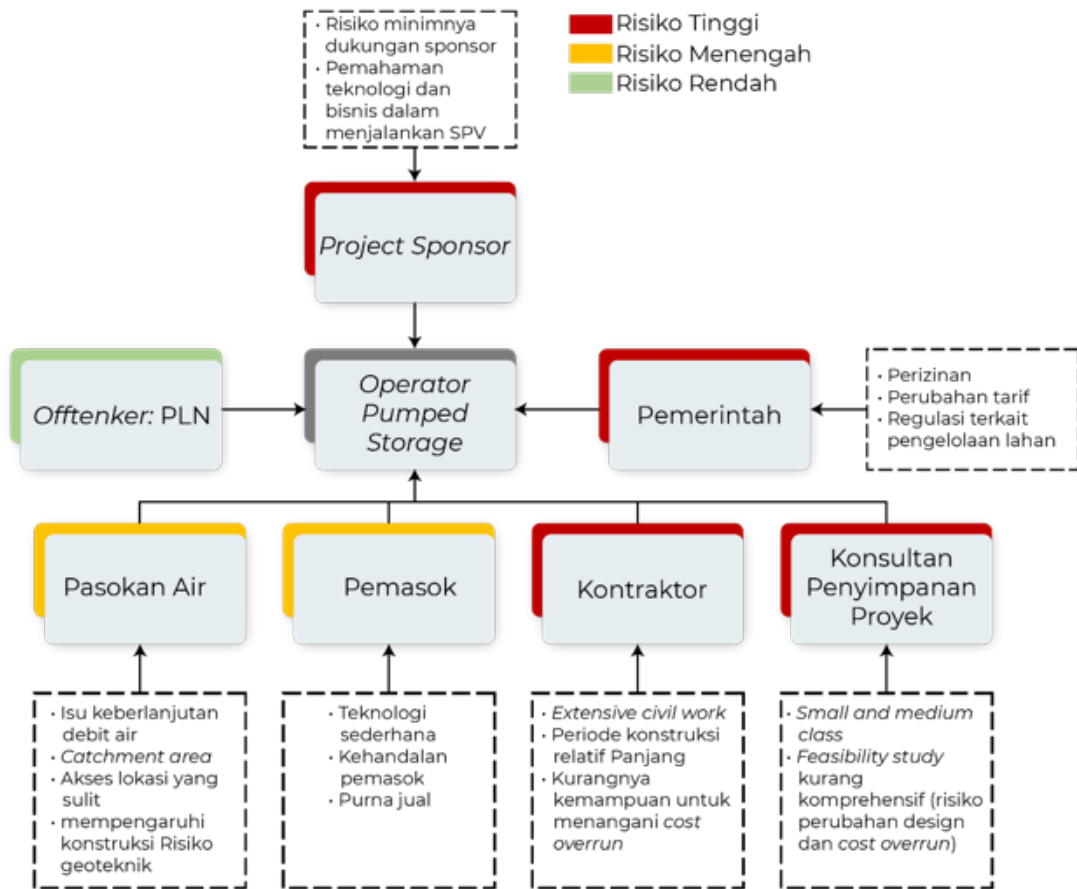 · Risiko minimnya
dukungan sponsor
· Pemahaman
teknologi dan
bisnis dalam
menjalankan SPV
Risiko Tinggi
Risiko Menengah
Risiko Rendah
Project Sponsor
Offtenker: PLN
Operator
Pumped
Storage
Pemerintah
· Perizinan
· Perubahan tarif
· Regulasi terkait
pengelolaan lahan
Pasokan Air
Pemasok
Kontraktor
Konsultan
Penyimpanan
Proyek
· Isu keberlanjutan
debit air
· Catchment area
· Akses lokasi yang
sulit
· mempengaruhi
konstruksi Risiko
geoteknik
· Teknologi
sederhana
· Kehandalan
pemasok
· Purna jual
· Extensive civil work
· Periode konstruksi
relatif Panjang
· Kurangnya
kemampuan untuk
menangani cost
overrun
· Small and medium
class
· Feasibility study
kurang
komprehensif (risiko
perubahan design
dan cost overrun)